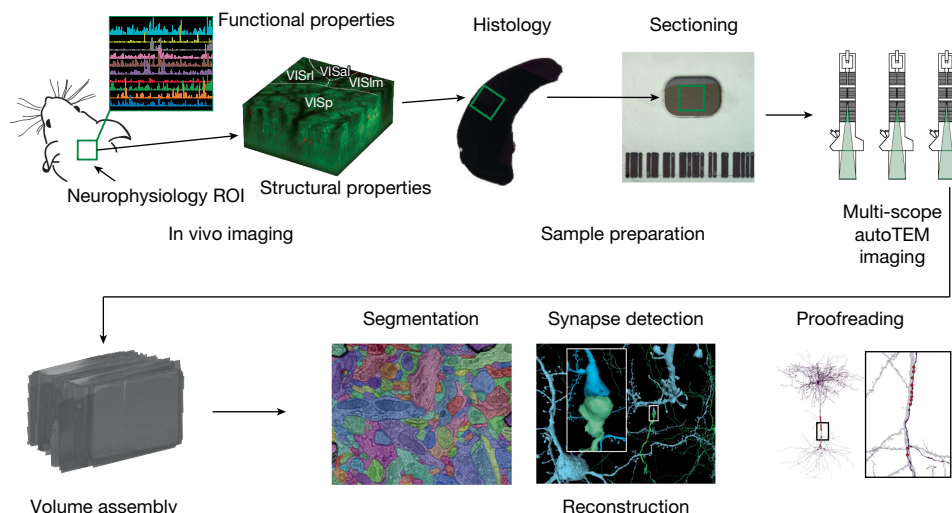 Functional properties
Histology
Sectioning
VISrl
VISal
VISlm
VISp
Neurophysiology ROI
Structural properties
In vivo imaging
Sample preparation
Multi-scope
autoTEM
imaging
Segmentation
Synapse detection
Proofreading
Volume assembly
Reconstruction